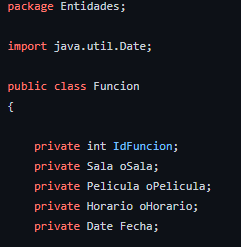 package Entidades;
import java.util.Date;
public class Funcion
{
private int IdFuncion;
private Sala oSala;
private Pelicula oPelicula;
private Horario oHorario;
private Date Fecha;